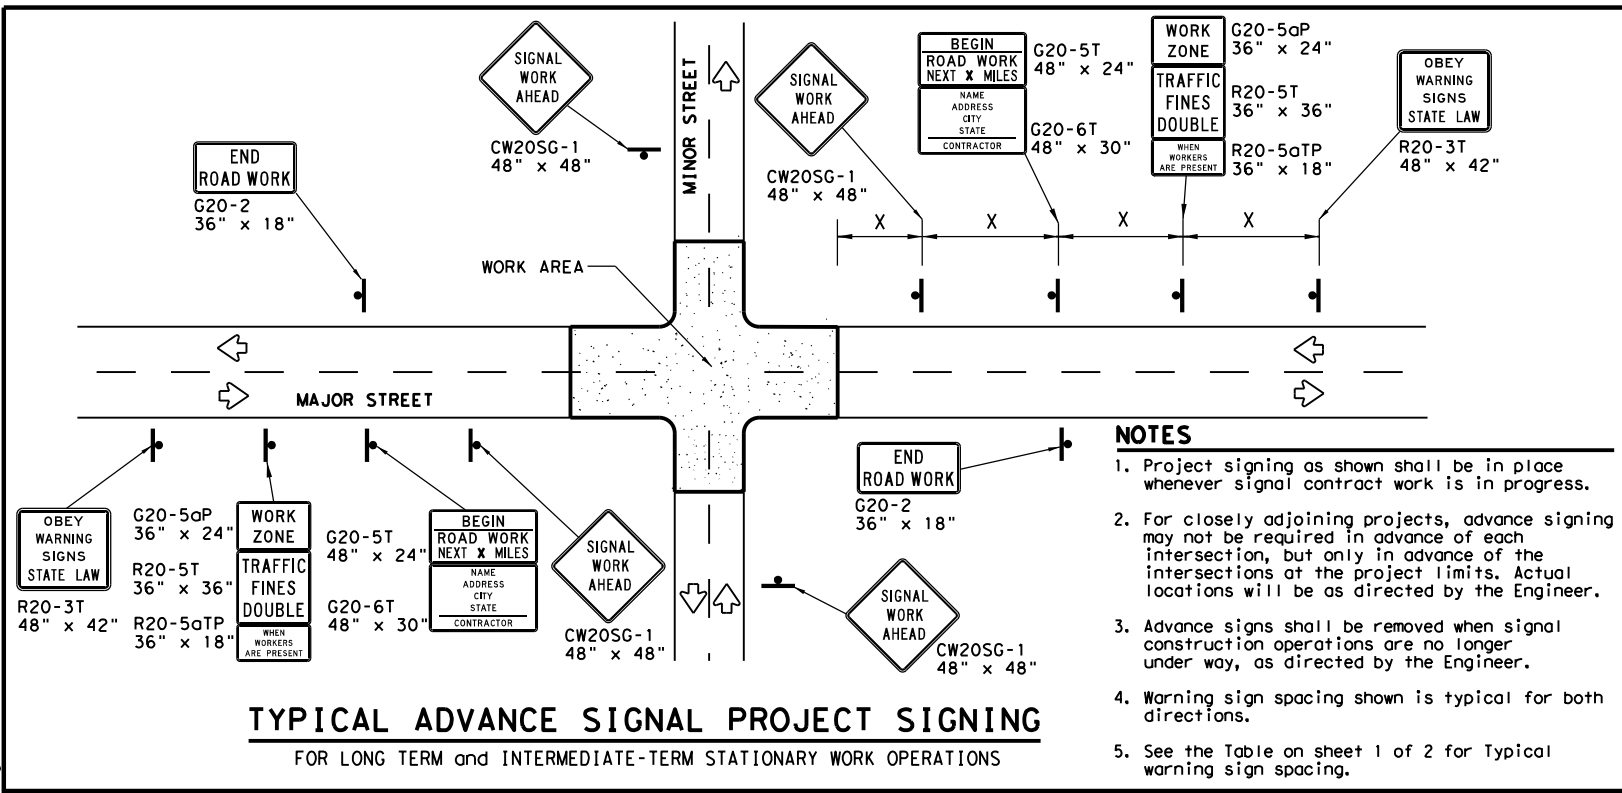 SIGNAL
WORK
AHEAD
CW20SG-1
48" x 48"
MINOR STREET
SIGNAL
WORK
AHEAD
CW20SG-1
48" x 48"
BEGIN
ROAD WORK
NEXT X MILES
G20-5T
48" x 24"
NAME
ADDRESS
CITY
STATE
CONTRACTOR
G20-6T
48" x 30"
WORK
ZONE
G20-5aP
36" x 24"
TRAFFIC
FINES
DOUBLE
R20-5T
36" x 36"
WHEN
WORKERS
ARE PRESENT
R20-5aTP
36" x 18"
OBEY
WARNING
SIGNS
STATE LAW
R20-3T
48" x 42"
END
ROAD WORK
G20-2
36" x 18"
X
X
X
X
WORK AREA
MAJOR STREET
OBEY
WARNING
SIGNS
STATE LAW
R20-3T
48" x 42"
G20-5aP
36" x 24"
WORK
ZONE
R20-5T
36" x 36"
TRAFFIC
FINES
DOUBLE
R20-5aTP
36" x 18"
WHEN
WORKERS
ARE PRESENT
G20-5T
48" x 24"
BEGIN
ROAD WORK
NEXT X MILES
G20-6T
48" x 30"
NAME
ADDRESS
CITY
STATE
CONTRACTOR
SIGNAL
WORK
AHEAD
CW20SG-1
48" x 48"
END
ROAD WORK
G20-2
36" x 18"
SIGNAL
WORK
AHEAD
CW20SG-1
48" x 48"
TYPICAL ADVANCE SIGNAL PROJECT SIGNING
FOR LONG TERM and INTERMEDIATE-TERM STATIONARY WORK OPERATIONS
NOTES
1. Project signing as shown shall be in place
whenever signal contract work is in progress.
2. For closely adjoining projects, advance signing
may not be required in advance of each
intersection, but only in advance of the
intersections at the project limits. Actual
locations will be as directed by the Engineer.
3. Advance signs shall be removed when signal
construction operations are no longer
under way, as directed by the Engineer.
4. Warning sign spacing shown is typical for both
directions.
5. See the Table on sheet 1 of 2 for Typical
warning sign spacing.